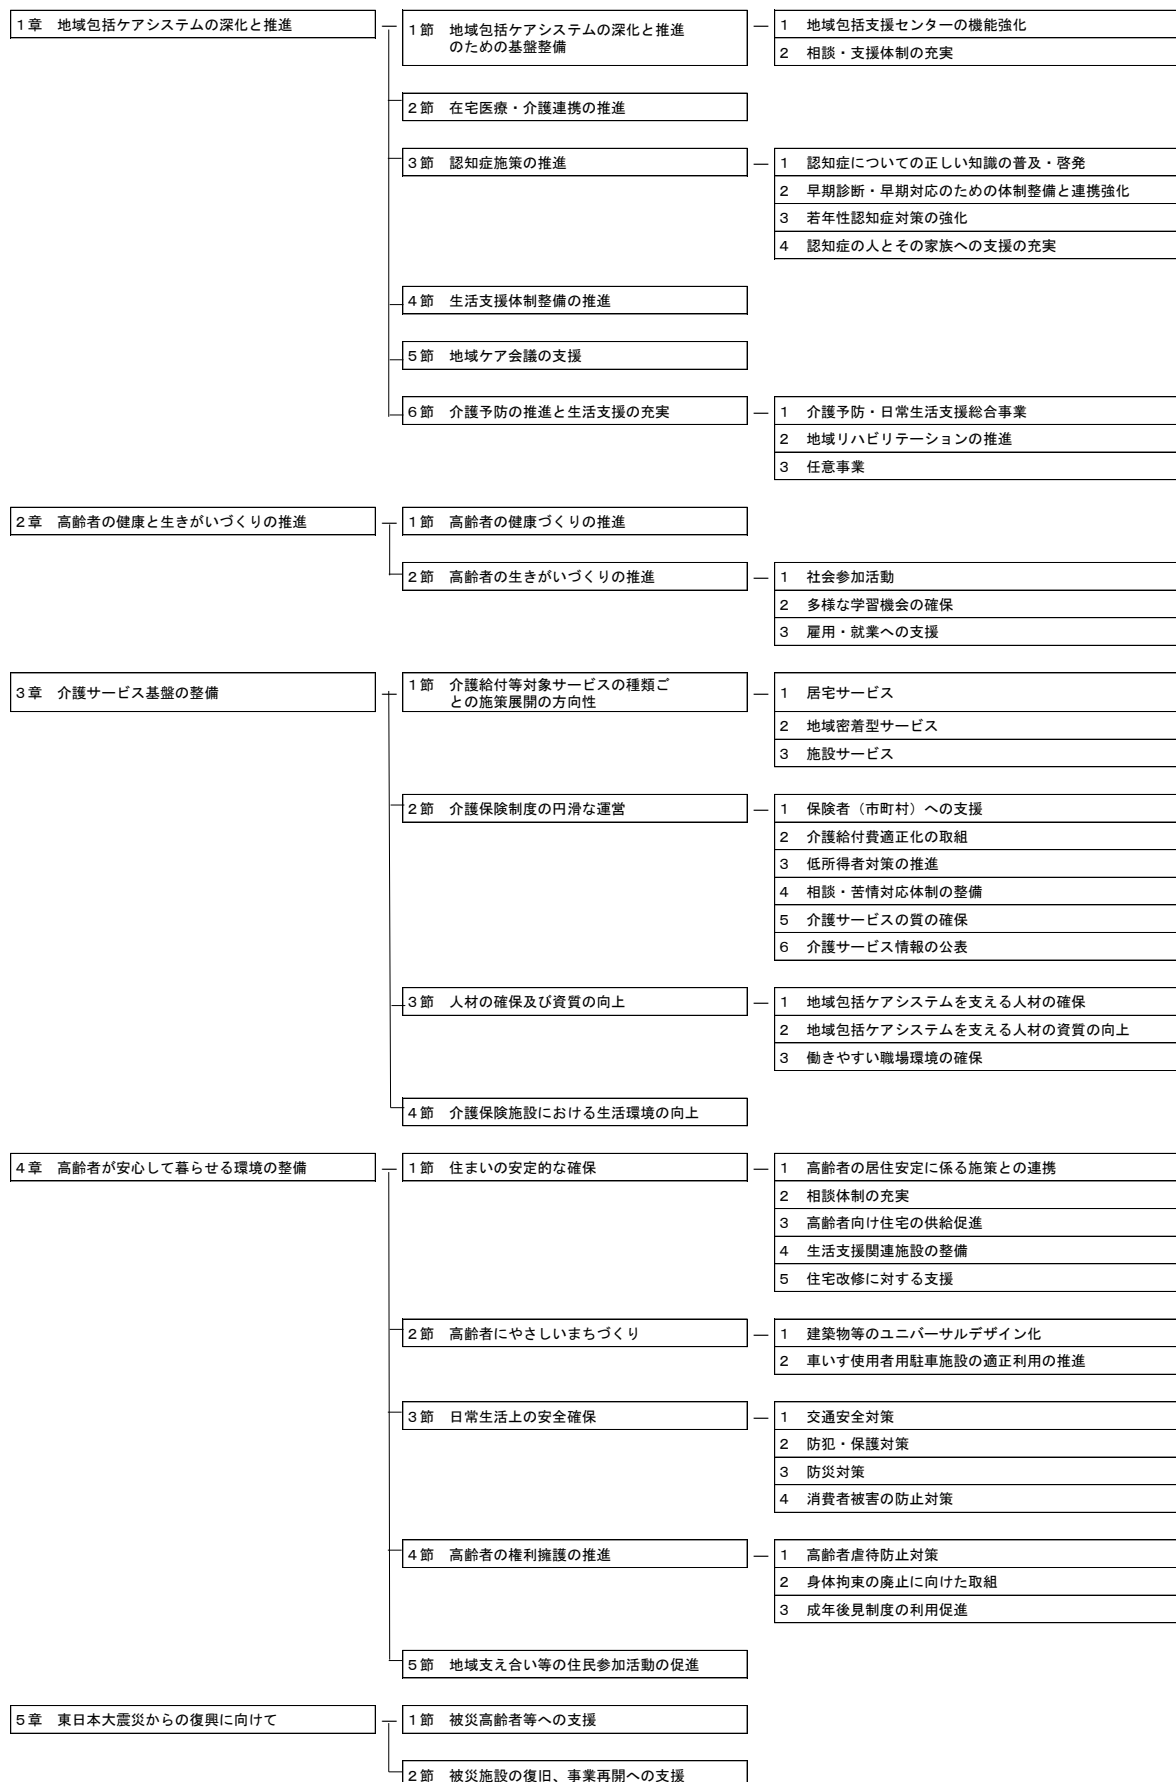 １章　地域包括ケアシステムの深化と推進
１節　地域包括ケアシステムの深化と推進
のための基盤整備
１　地域包括支援センターの機能強化
２　相談・支援体制の充実
２節　在宅医療・介護連携の推進
３節　認知症施策の推進
１　認知症についての正しい知識の普及・啓発
２　早期診断・早期対応のための体制整備と連携強化
３　若年性認知症対策の強化
４　認知症の人とその家族への支援の充実
４節　生活支援体制整備の推進
５節　地域ケア会議の支援
６節　介護予防の推進と生活支援の充実
１　介護予防・日常生活支援総合事業
２　地域リハビリテーションの推進
３　任意事業
２章　高齢者の健康と生きがいづくりの推進
１節　高齢者の健康づくりの推進
２節　高齢者の生きがいづくりの推進
１　社会参加活動
２　多様な学習機会の確保
３　雇用・就業への支援
３章　介護サービス基盤の整備
１節　介護給付等対象サービスの種類ご
との施策展開の方向性
１　居宅サービス
２　地域密着型サービス
３　施設サービス
２節　介護保険制度の円滑な運営
１　保険者（市町村）への支援
２　介護給付費適正化の取組
３　低所得者対策の推進
４　相談・苦情対応体制の整備
５　介護サービスの質の確保
６　介護サービス情報の公表
３節　人材の確保及び資質の向上
１　地域包括ケアシステムを支える人材の確保
２　地域包括ケアシステムを支える人材の資質の向上
３　働きやすい職場環境の確保
４節　介護保険施設における生活環境の向上
４章　高齢者が安心して暮らせる環境の整備
１節　住まいの安定的な確保
１　高齢者の居住安定に係る施策との連携
２　相談体制の充実
３　高齢者向け住宅の供給促進
４　生活支援関連施設の整備
５　住宅改修に対する支援
２節　高齢者にやさしいまちづくり
１　建築物等のユニバーサルデザイン化
２　車いす使用者用駐車施設の適正利用の推進
３節　日常生活上の安全確保
１　交通安全対策
２　防犯・保護対策
３　防災対策
４　消費者被害の防止対策
４節　高齢者の権利擁護の推進
１　高齢者虐待防止対策
２　身体拘束の廃止に向けた取組
３　成年後見制度の利用促進
５節　地域支え合い等の住民参加活動の促進
５章　東日本大震災からの復興に向けて
１節　被災高齢者等への支援
２節　被災施設の復旧、事業再開への支援